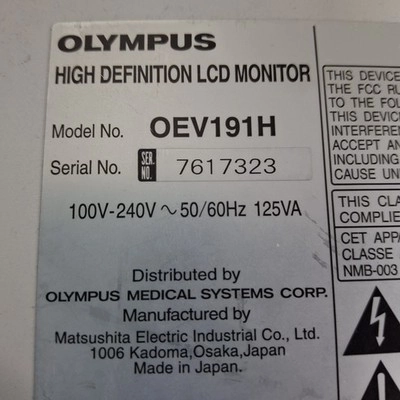 OLYMPUS
HIGH DEFINITION LCD MONITOR
Model No. OEV191H
Serial No. SER. NO. 7617323
100V-240V ~ 50/60Hz 125VA
Distributed by
OLYMPUS MEDICAL SYSTEMS CORP.
Manufactured by
Matsushita Electric Industrial Co., Ltd.
1006 Kadoma, Osaka, Japan
Made in Japan.
THIS DEVICE
THE FCC RU
TO THE FOL
THIS DEVIC
INTERFEREN
ACCEPT AN
INCLUDING
CAUSE UN
THIS CLA
COMPLIE
CET APPA
CLASSE
NMB-003